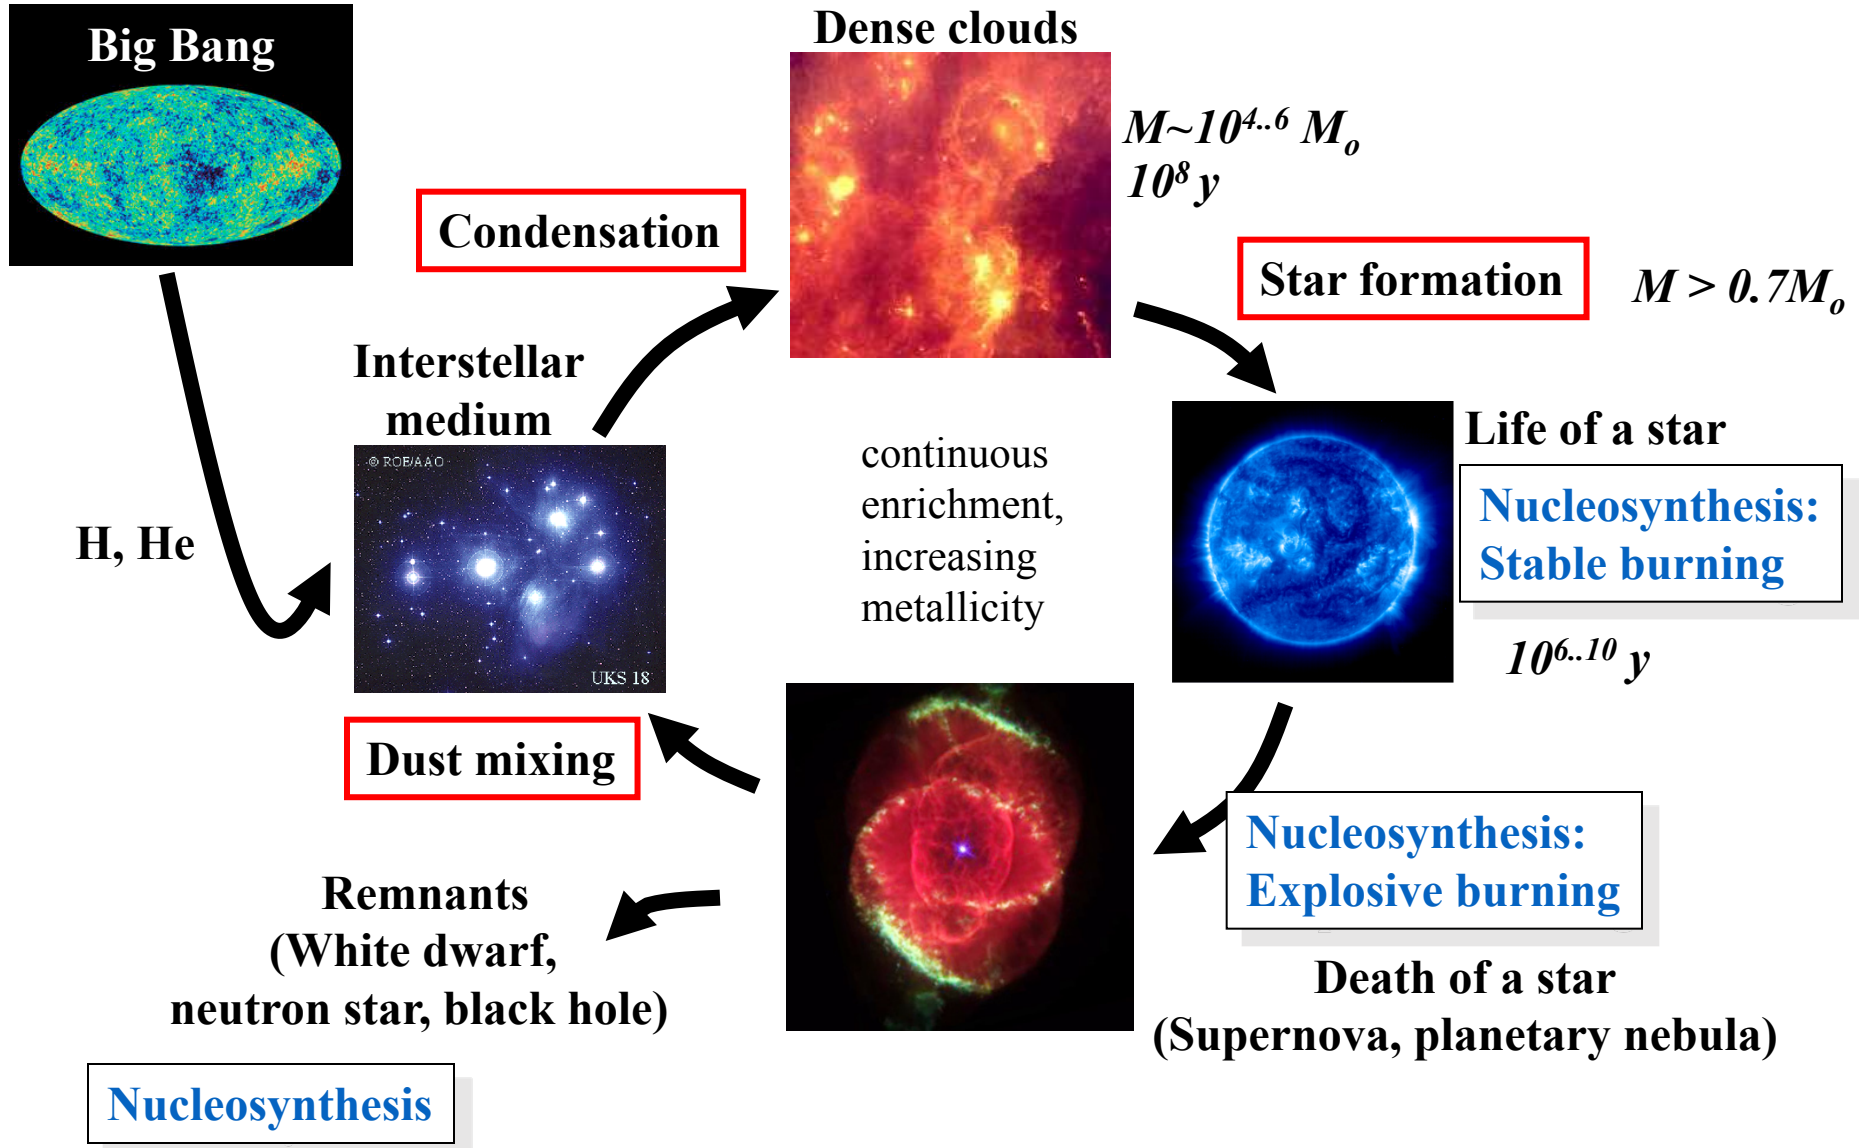 Big Bang
Dense clouds
M~10^4..6 M_o
10^8 y
Condensation
Star formation
M > 0.7M_o
Interstellar
medium
© ROE/AAO
UKS 18
continuous
enrichment,
increasing
metallicity
Life of a star
Nucleosynthesis:
Stable burning
10^6..10 y
H, He
Dust mixing
Nucleosynthesis:
Explosive burning
Remnants
(White dwarf,
neutron star, black hole)
Death of a star
(Supernova, planetary nebula)
Nucleosynthesis